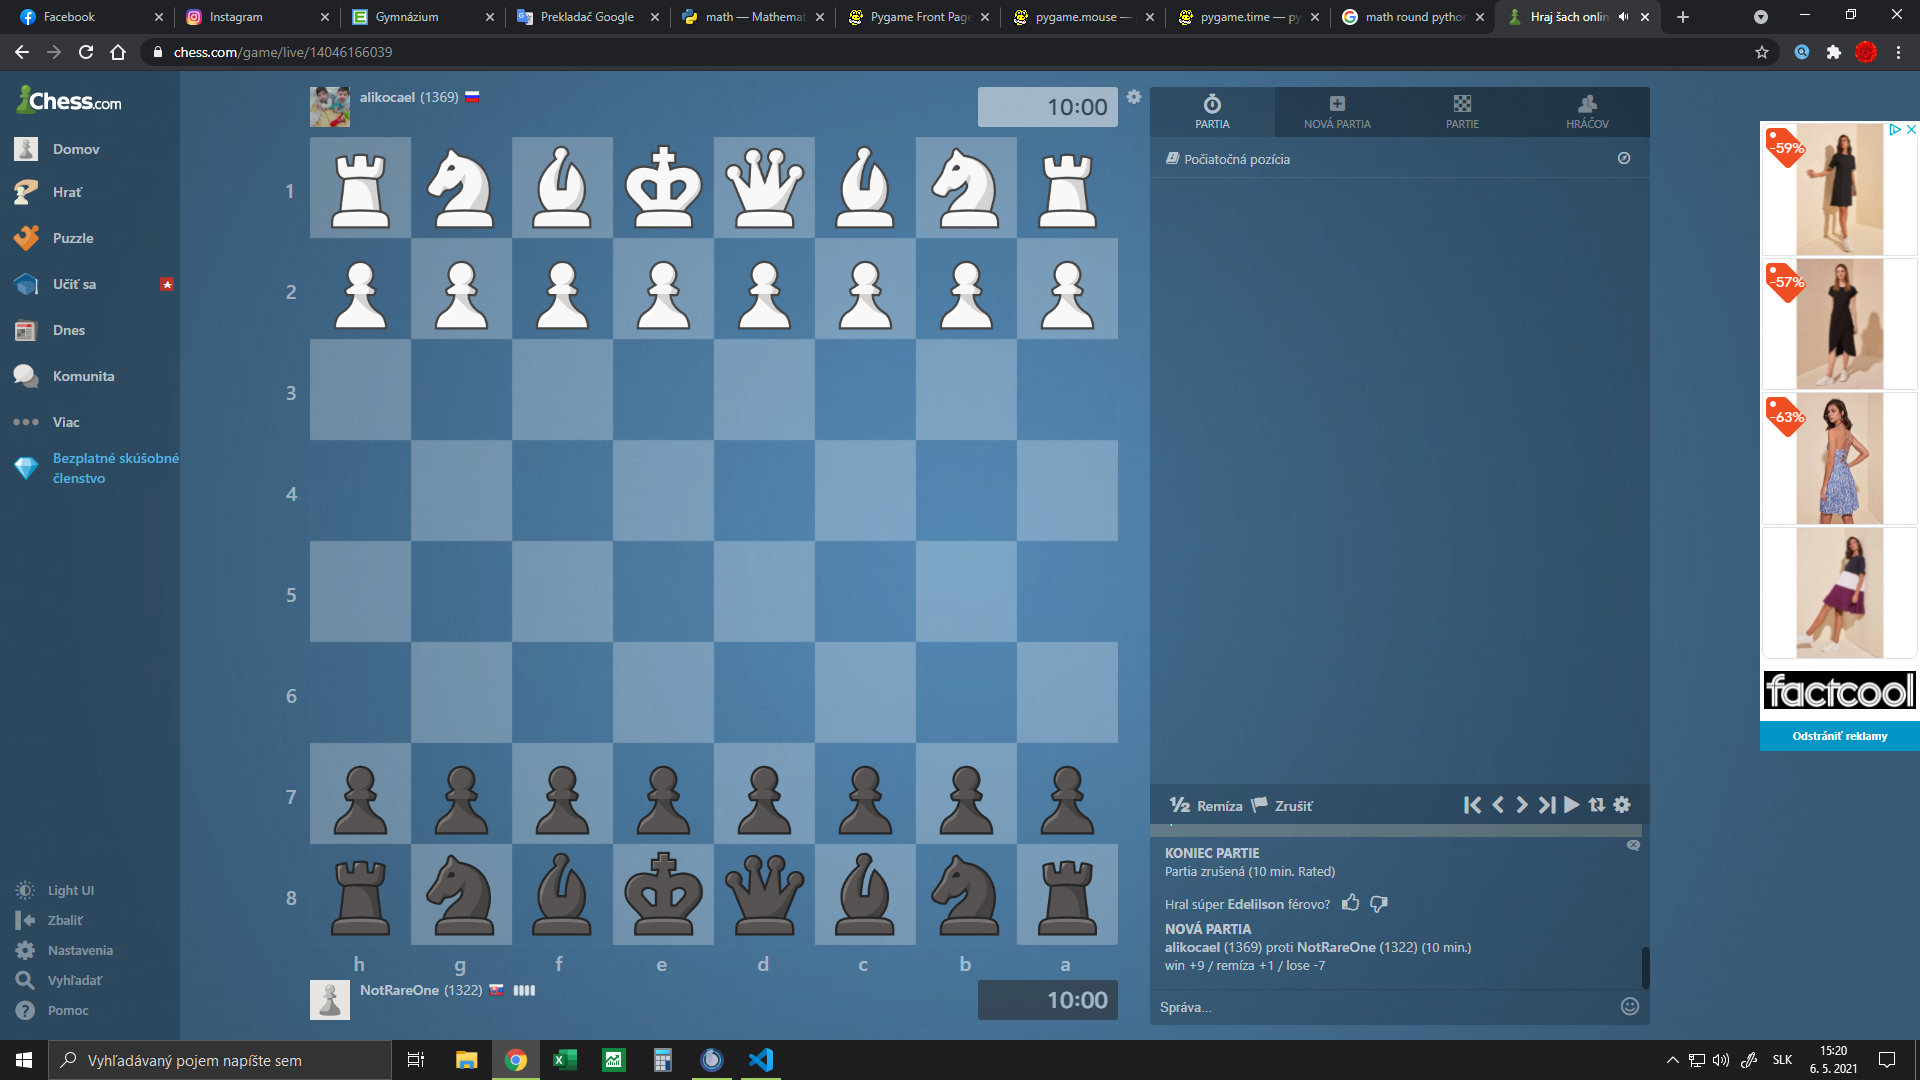 Facebook
Instagram
Gymnázium
Prekladač Google
math — Mathemat
Pygame Front Page
pygame.mouse —
pygame.time — py
math round python
Hraj šach onlin
chess.com/game/live/14046166039
Chess.com
Domov
Hrať
Puzzle
Učiť sa
Dnes
Komunita
Viac
Bezplatné skúšobné
členstvo
Light UI
Zbaliť
Nastavenia
Vyhľadať
Pomoc
alikocael (1369)
10:00
1
2
3
4
5
6
7
8
h g f e d c b a
NotRareOne (1322)
10:00
PARTIA
NOVÁ PARTIA
PARTIE
HRÁČOV
Počiatočná pozícia
½ Remíza
Zrušiť
KONIEC PARTIE
Partia zrušená (10 min. Rated)
Hral súper Edelilson férovo?
NOVÁ PARTIA
alikocael (1369) proti NotRareOne (1322) (10 min.)
win +9 / remíza +1 / lose -7
Správa...
-59%
-57%
-63%
factcool
Odstrániť reklamy
Vyhľadávaný pojem napíšte sem
SLK
15:20
6. 5. 2021